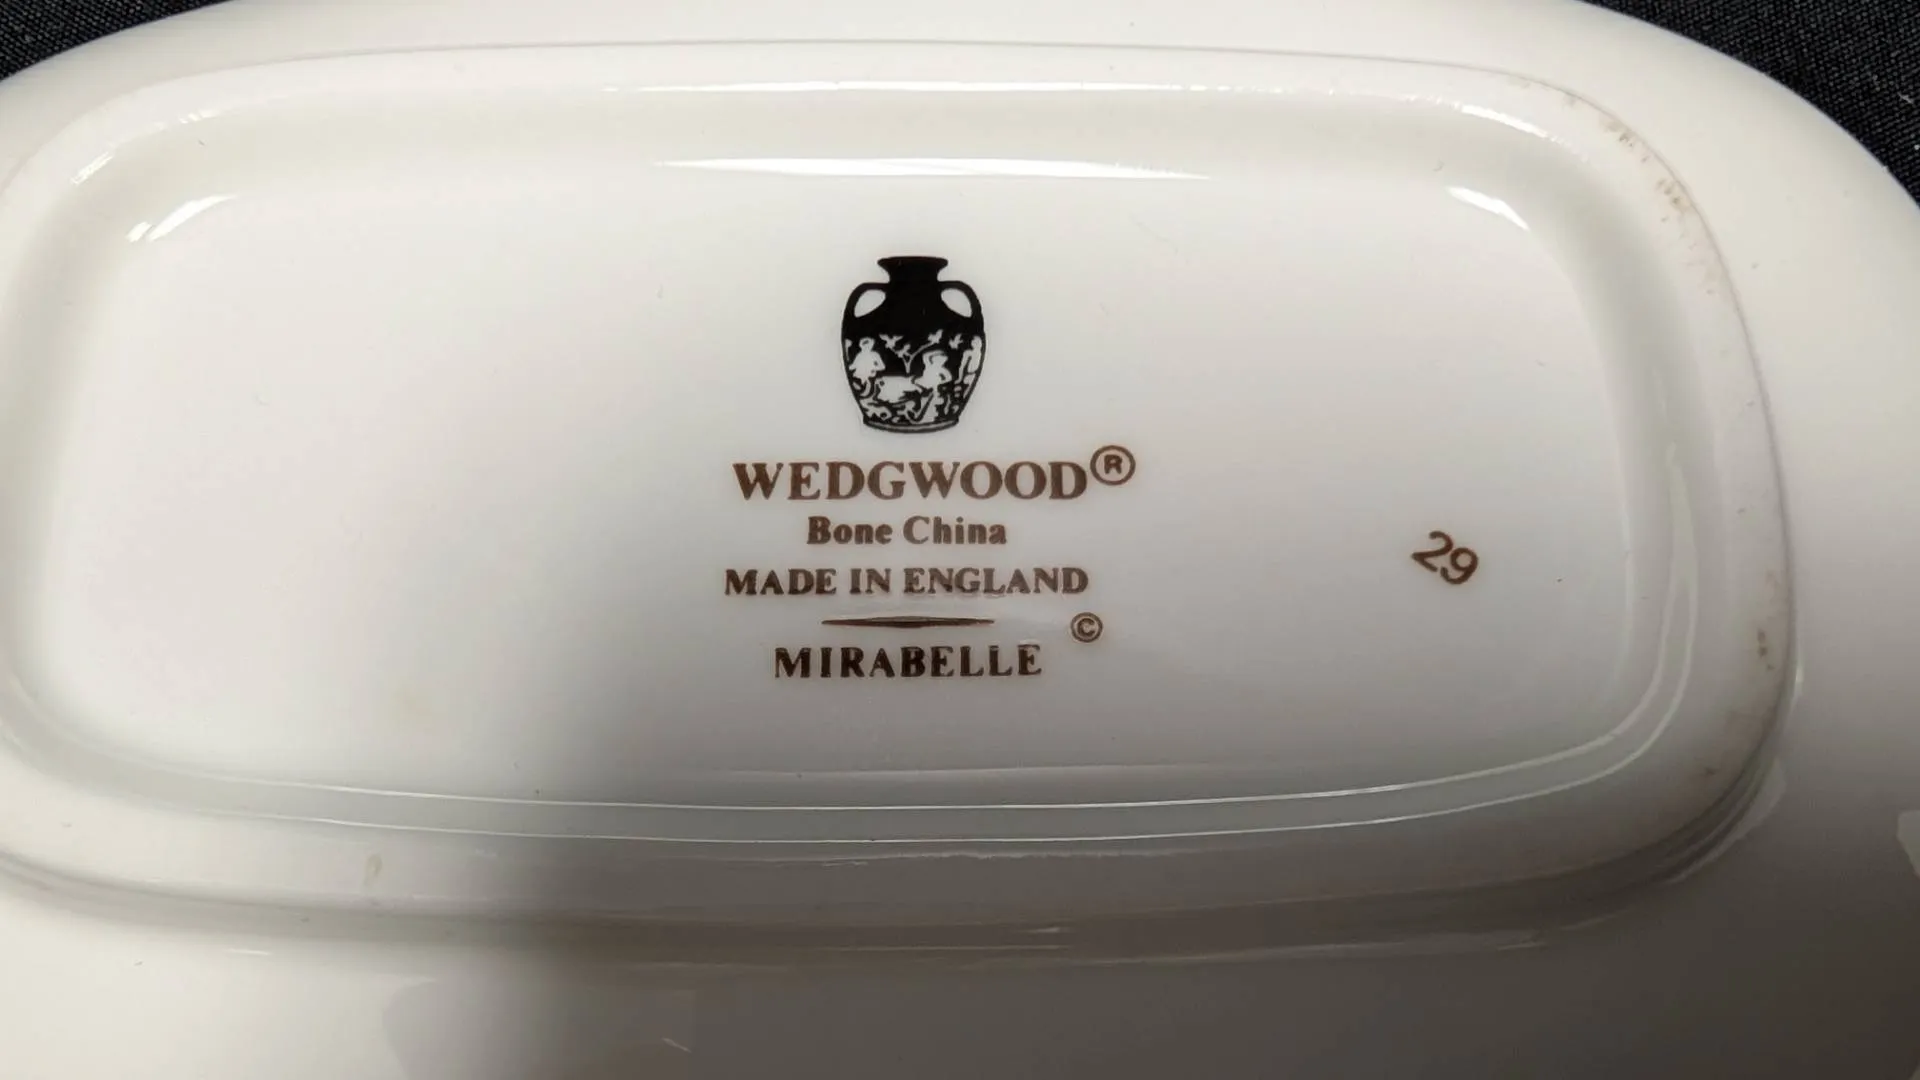 WEDGWOOD®
Bone China
MADE IN ENGLAND
©
MIRABELLE
29